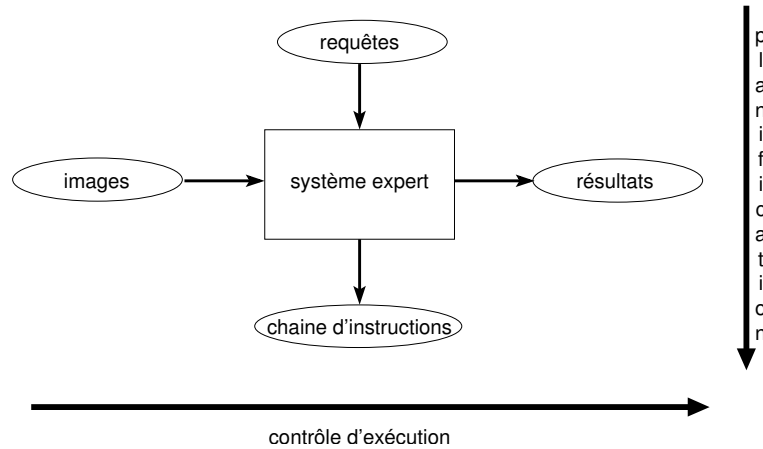 requêtes
images
système expert
résultats
chaine d'instructions
contrôle d'exécution
p
l
a
n
i
f
i
c
a
t
i
o
n